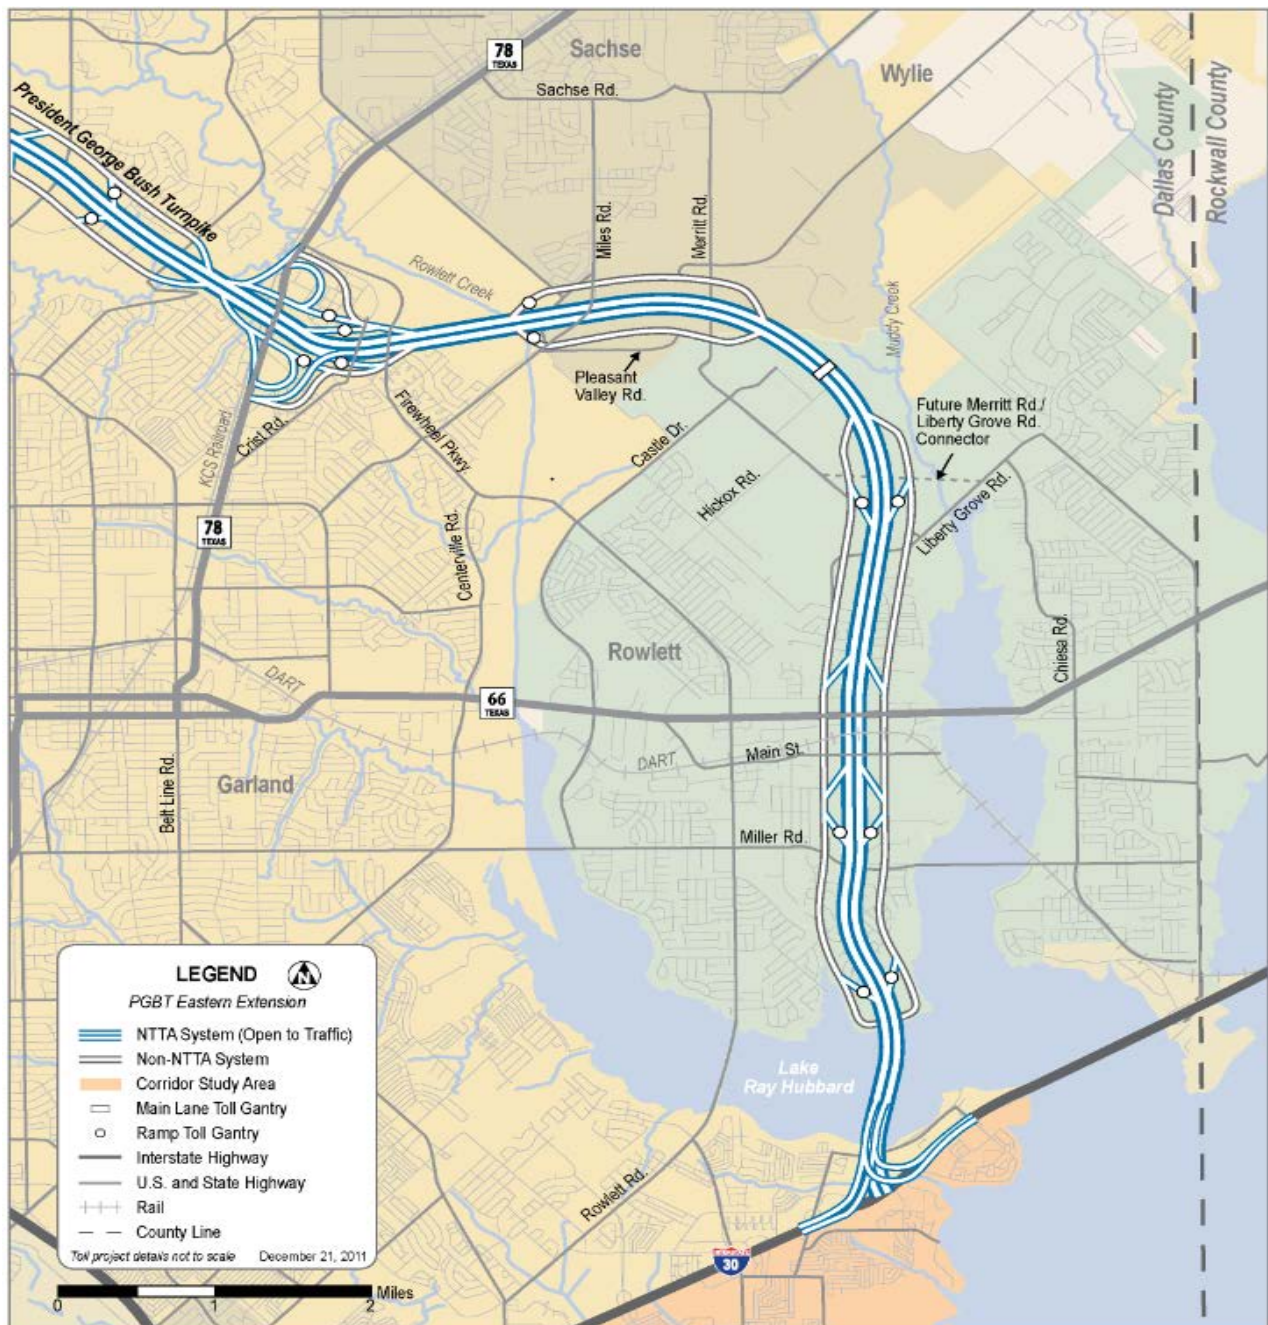 78
TEXAS
Sachse
Sachse Rd.
Wylie
Dallas County
Rockwall County
President George Bush Turnpike
Miles Rd.
Merritt Rd.
Rowlett Creek
Muddy Creek
Pleasant
Valley Rd.
Future Merritt Rd./
Liberty Grove Rd.
Connector
KCS Railroad
Crist Rd.
Firewheel Pkwy.
Castle Dr.
Hickox Rd.
Liberty Grove Rd.
78
TEXAS
Centerville Rd.
Chiesa Rd.
Rowlett
DART
66
TEXAS
Main St.
DART
Garland
Belt Line Rd.
Miller Rd.
LEGEND
N
PGBT Eastern Extension
NTTA System (Open to Traffic)
Non-NTTA System
Corridor Study Area
Main Lane Toll Gantry
Ramp Toll Gantry
Interstate Highway
U.S. and State Highway
Rail
County Line
Toll project details not to scale December 21, 2011
Lake
Ray Hubbard
Rowlett Rd.
30
Miles
0 1 2